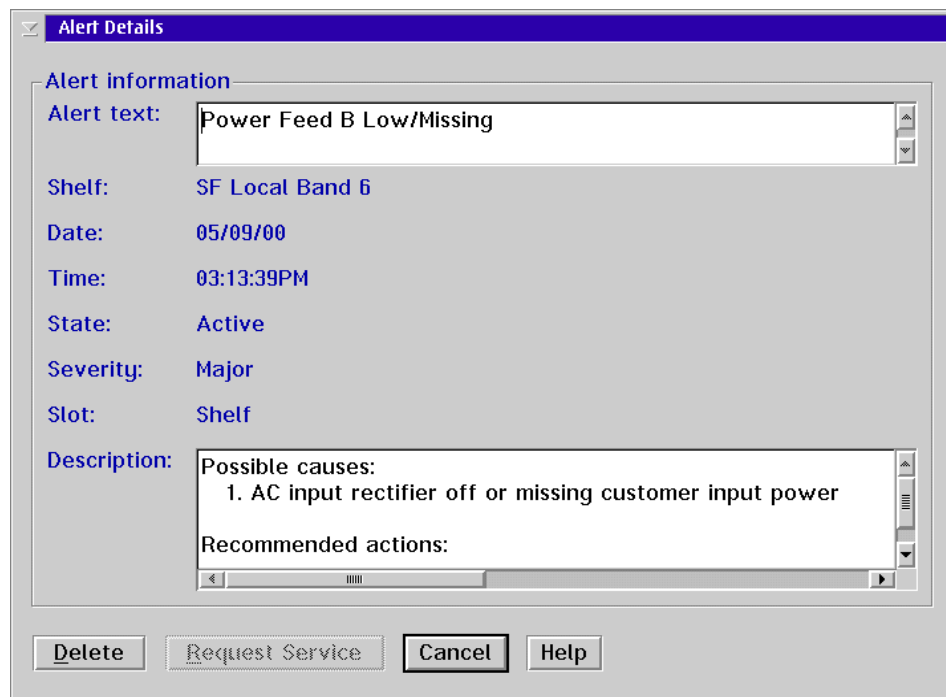 Alert Details
Alert information
Alert text: Power Feed B Low/Missing
Shelf: SF Local Band 6
Date: 05/09/00
Time: 03:13:39PM
State: Active
Severity: Major
Slot: Shelf
Description: Possible causes:
1. AC input rectifier off or missing customer input power
Recommended actions:
Delete Request Service Cancel Help